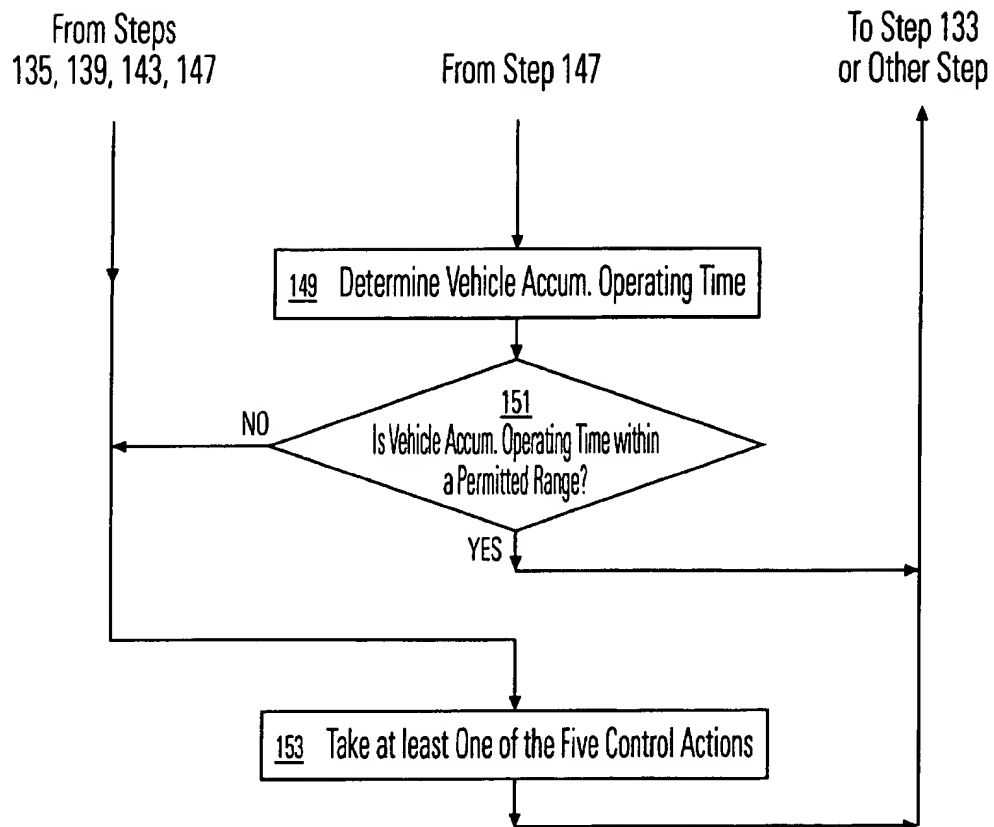 From Steps
135, 139, 143, 147
From Step 147
To Step 133
or Other Step
149 Determine Vehicle Accum. Operating Time
151
Is Vehicle Accum. Operating Time within
a Permitted Range?
NO
YES
153 Take at least One of the Five Control Actions